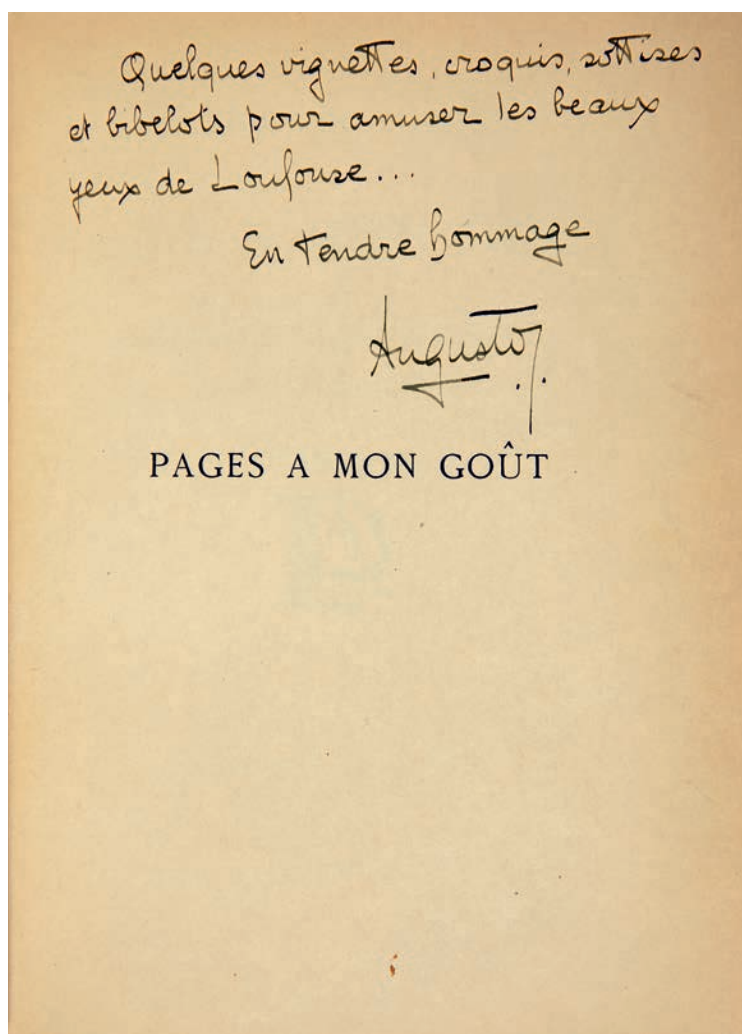 Quelques vignettes, croquis, sottises
et bibelots pour amuser les beaux
yeux de Loufouse...
En tendre hommage
Augusto
PAGES A MON GOÛT